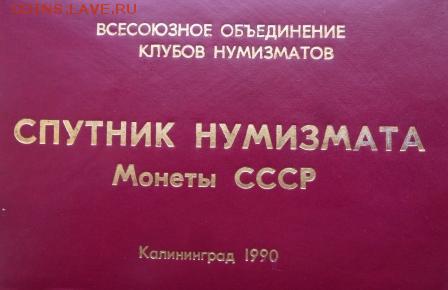 COINS.LAVE.RU
ВСЕСОЮЗНОЕ ОБЪЕДИНЕНИЕ
КЛУБОВ НУМИЗМАТОВ
СПУТНИК НУМИЗМАТА
Монеты СССР
Калининград 1990